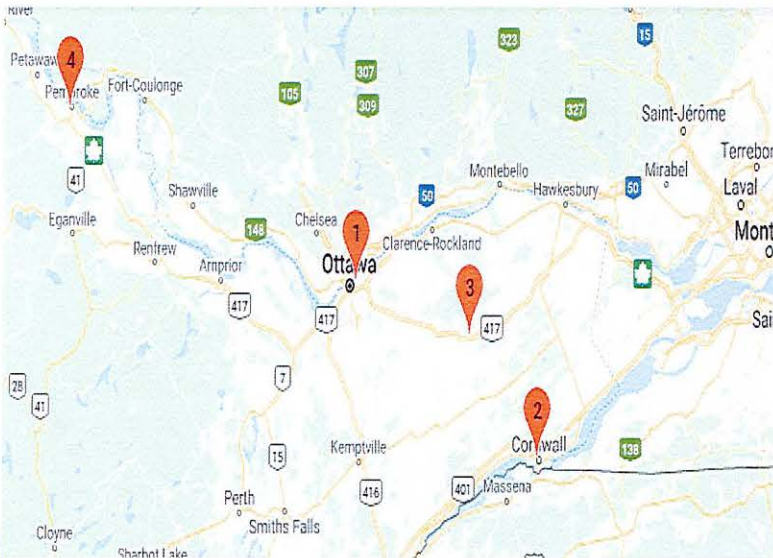 River
323
15
Petawaw
4
307
105
Fort-Coulonge
Pembroke
309
327
Saint-Jérôme
Terrebon
41
Montebello
Mirabel
50
50
Laval
Shawville
Hawkesbury
Eganville
148
Chelsea
1
Clarence-Rockland
Mont
Renfrew
Ottawa
Arnprior
3
417
417
417
Sai
7
28
41
2
Kemptville
Cornwall
138
15
416
401
Massena
Perth
Smiths Falls
Cloyne
Sharbot Lake